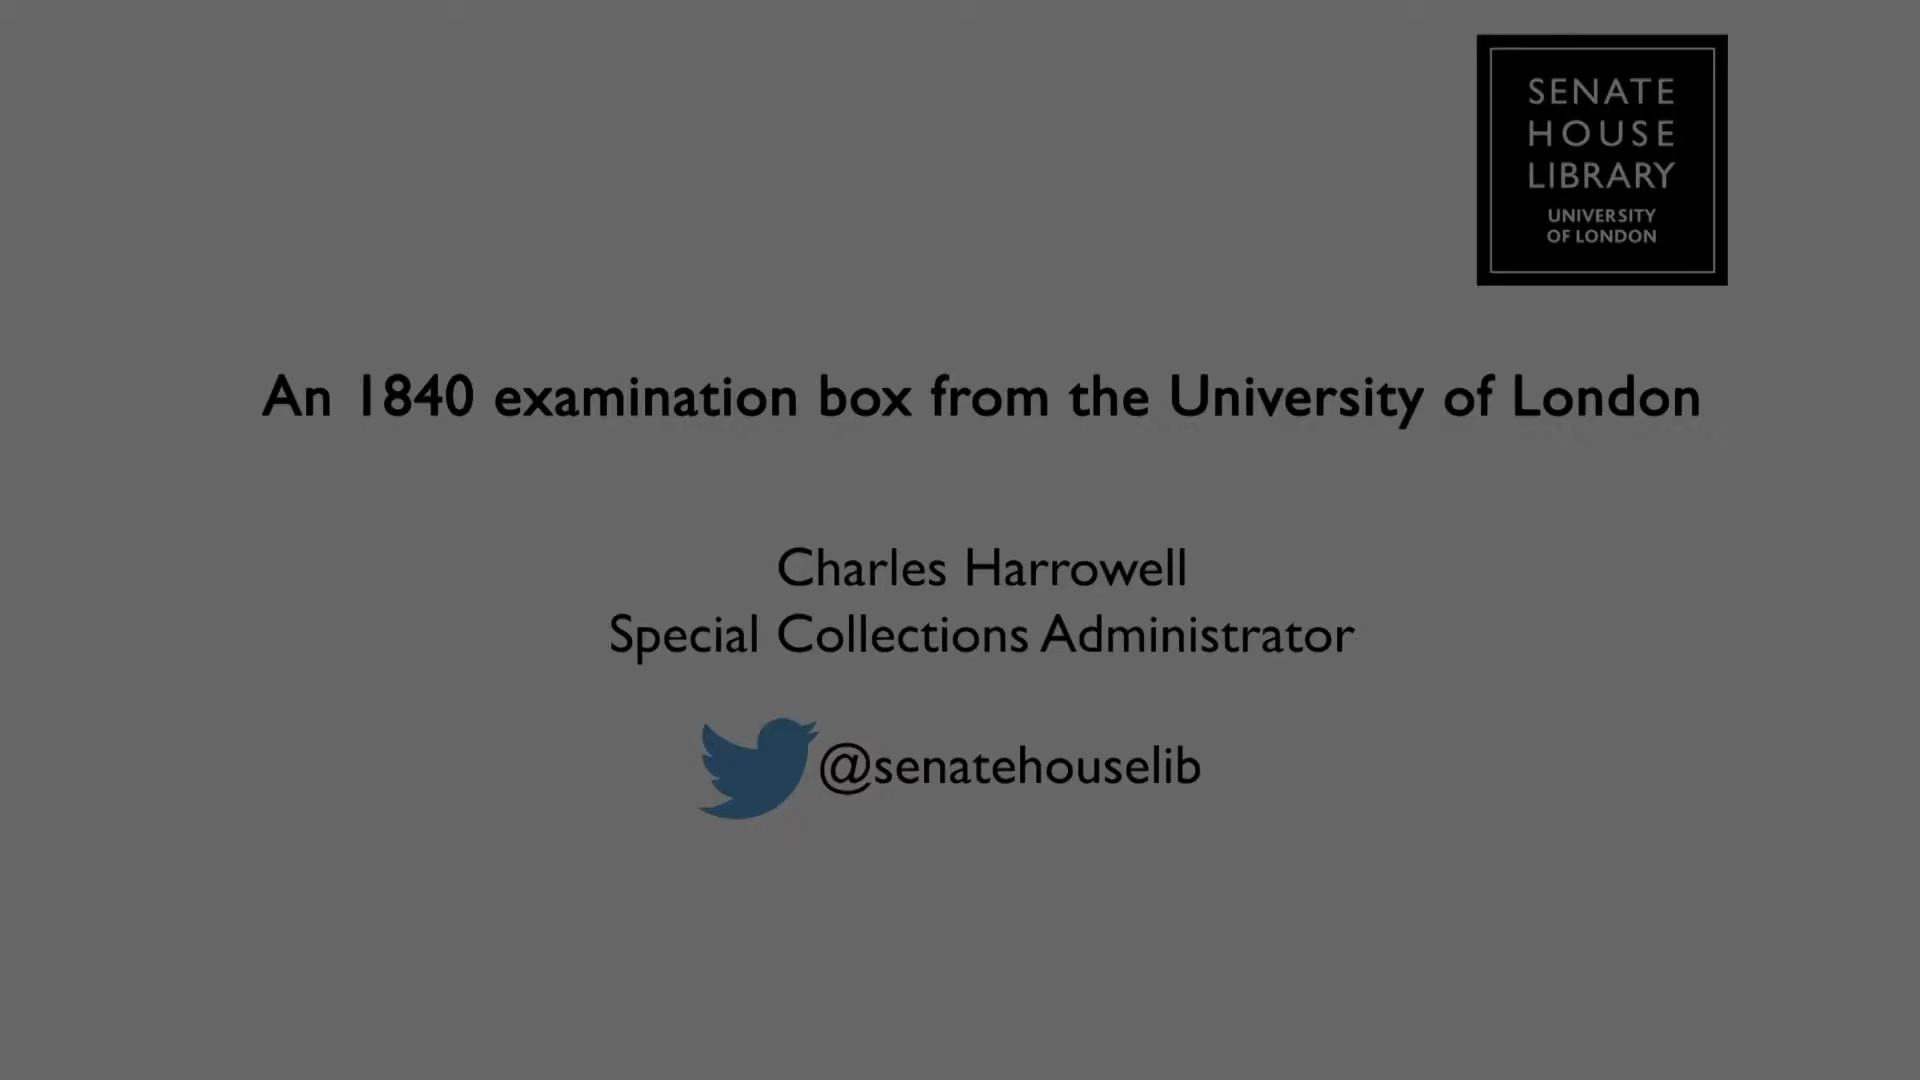 SENATE
HOUSE
LIBRARY
UNIVERSITY
OF LONDON
An 1840 examination box from the University of London
Charles Harrowell
Special Collections Administrator
@senatehouselib